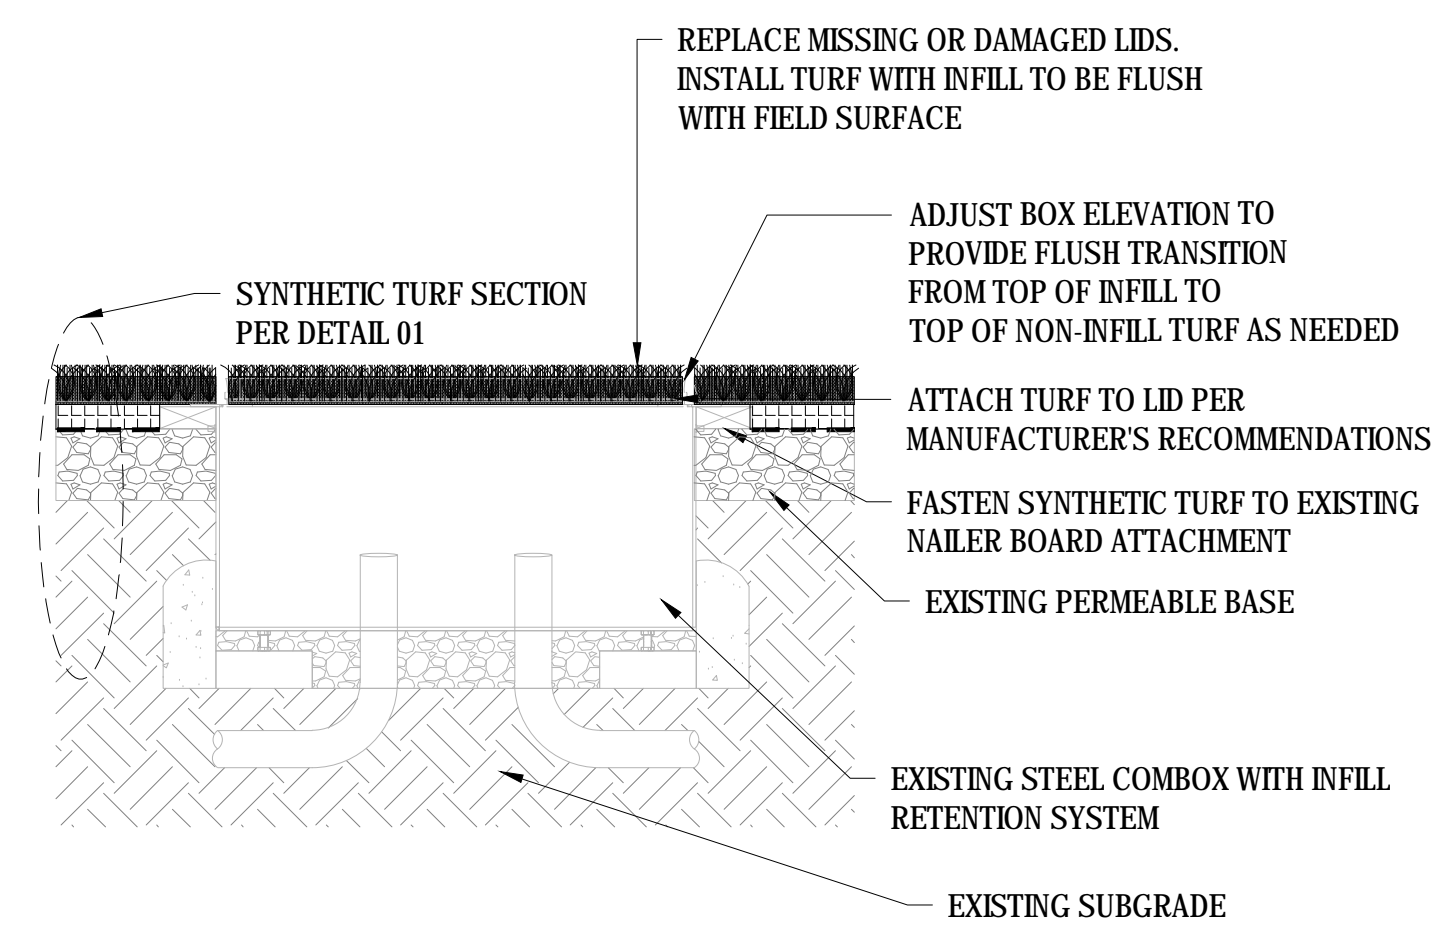 REPLACE MISSING OR DAMAGED LIDS.
INSTALL TURF WITH INFILL TO BE FLUSH
WITH FIELD SURFACE
ADJUST BOX ELEVATION TO
PROVIDE FLUSH TRANSITION
FROM TOP OF INFILL TO
TOP OF NON-INFILL TURF AS NEEDED
SYNTHETIC TURF SECTION
PER DETAIL 01
ATTACH TURF TO LID PER
MANUFACTURER'S RECOMMENDATIONS
FASTEN SYNTHETIC TURF TO EXISTING
NAILER BOARD ATTACHMENT
EXISTING PERMEABLE BASE
EXISTING STEEL COMBOX WITH INFILL
RETENTION SYSTEM
EXISTING SUBGRADE